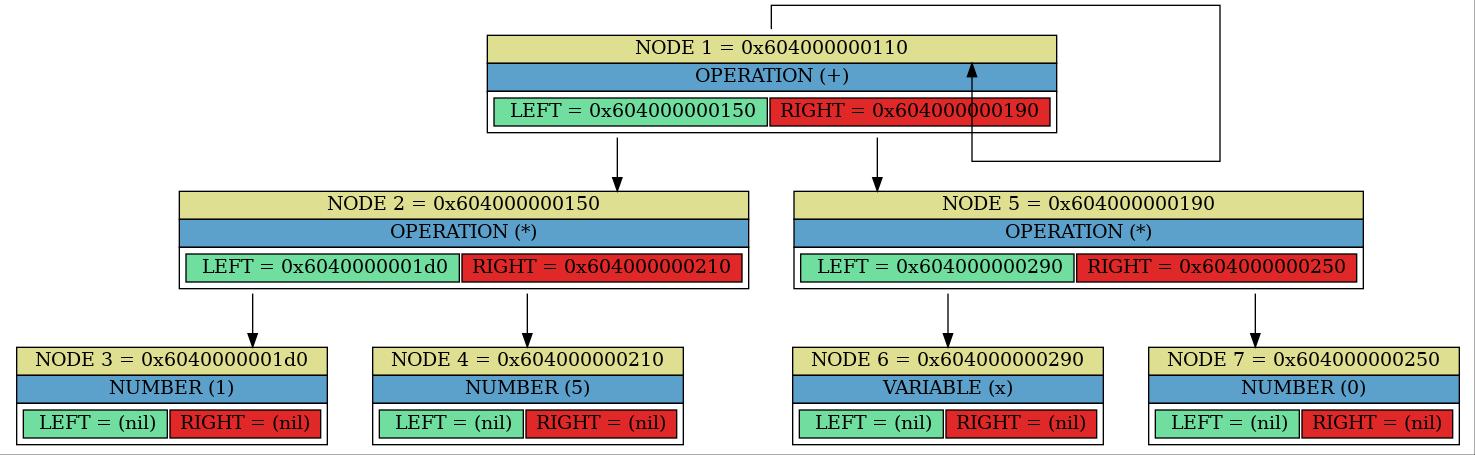 NODE 1 = 0x604000000110
OPERATION (+)
LEFT = 0x604000000150 RIGHT = 0x604000000190
NODE 2 = 0x604000000150
OPERATION (*)
LEFT = 0x6040000001d0 RIGHT = 0x604000000210
NODE 5 = 0x604000000190
OPERATION (*)
LEFT = 0x604000000290 RIGHT = 0x604000000250
NODE 3 = 0x6040000001d0
NUMBER (1)
LEFT = (nil) RIGHT = (nil)
NODE 4 = 0x604000000210
NUMBER (5)
LEFT = (nil) RIGHT = (nil)
NODE 6 = 0x604000000290
VARIABLE (x)
LEFT = (nil) RIGHT = (nil)
NODE 7 = 0x604000000250
NUMBER (0)
LEFT = (nil) RIGHT = (nil)